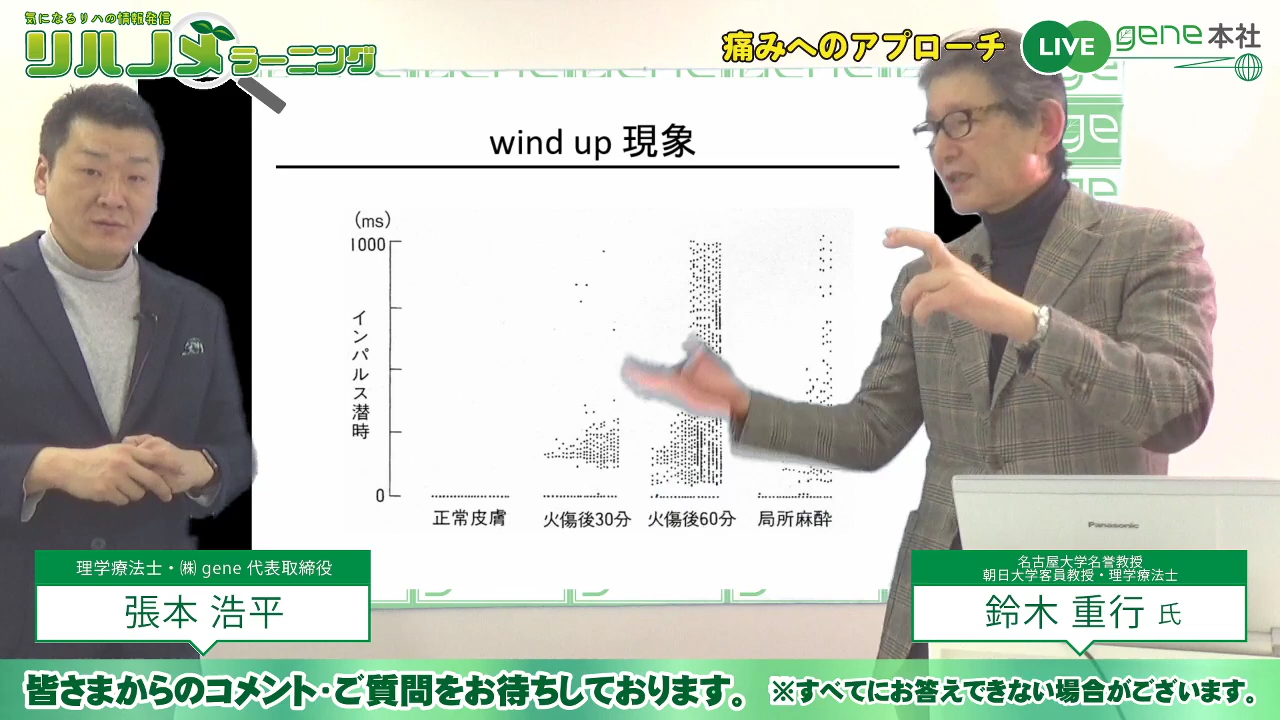 気になるリハの情報発信
リハノメラーニング
痛みへのアプローチ
LIVE
gene本社
wind up 現象
(ms)
1000
インパルス潜時
0
正常皮膚
火傷後30分
火傷後60分
局所麻酔
Panasonic
理学療法士・㈱ gene 代表取締役
張本 浩平
名古屋大学名誉教授
朝日大学客員教授・理学療法士
鈴木 重行 氏
皆さまからのコメント・ご質問をお待ちしております。
※すべてにお答えできない場合がございます。